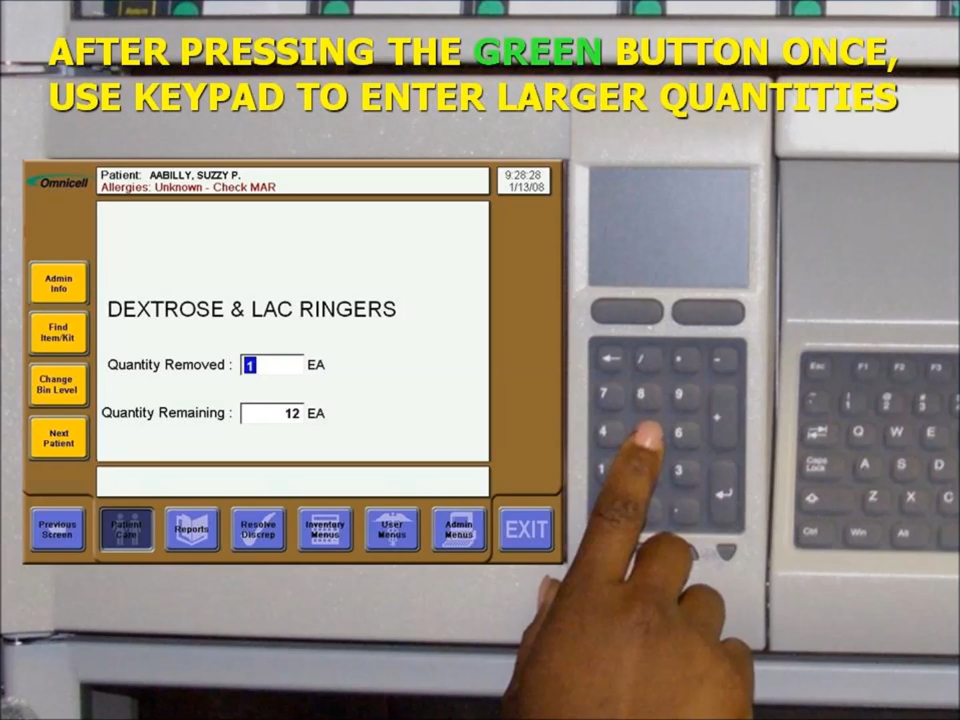 Return
AFTER PRESSING THE GREEN BUTTON ONCE,
USE KEYPAD TO ENTER LARGER QUANTITIES
Omnicell
Patient: AABILLY, SUZZY P.
Allergies: Unknown - Check MAR
9:28:28
1/13/08
Admin
Info
Find
Item/Kit
Change
Bin Level
Next
Patient
DEXTROSE & LAC RINGERS
Quantity Removed : 1 EA
Quantity Remaining : 12 EA
Previous
Screen
Patient
Care
Reports
Resolve
Discrep
Inventory
Menus
User
Menus
Admin
Menus
EXIT
← / * -
7 8 9 +
4 6
1 3
.
Esc F1 F2 F3
~ ! @ #
1 2 3
Q W E
Caps
Lock A S D
Z X C
Ctrl Win Alt